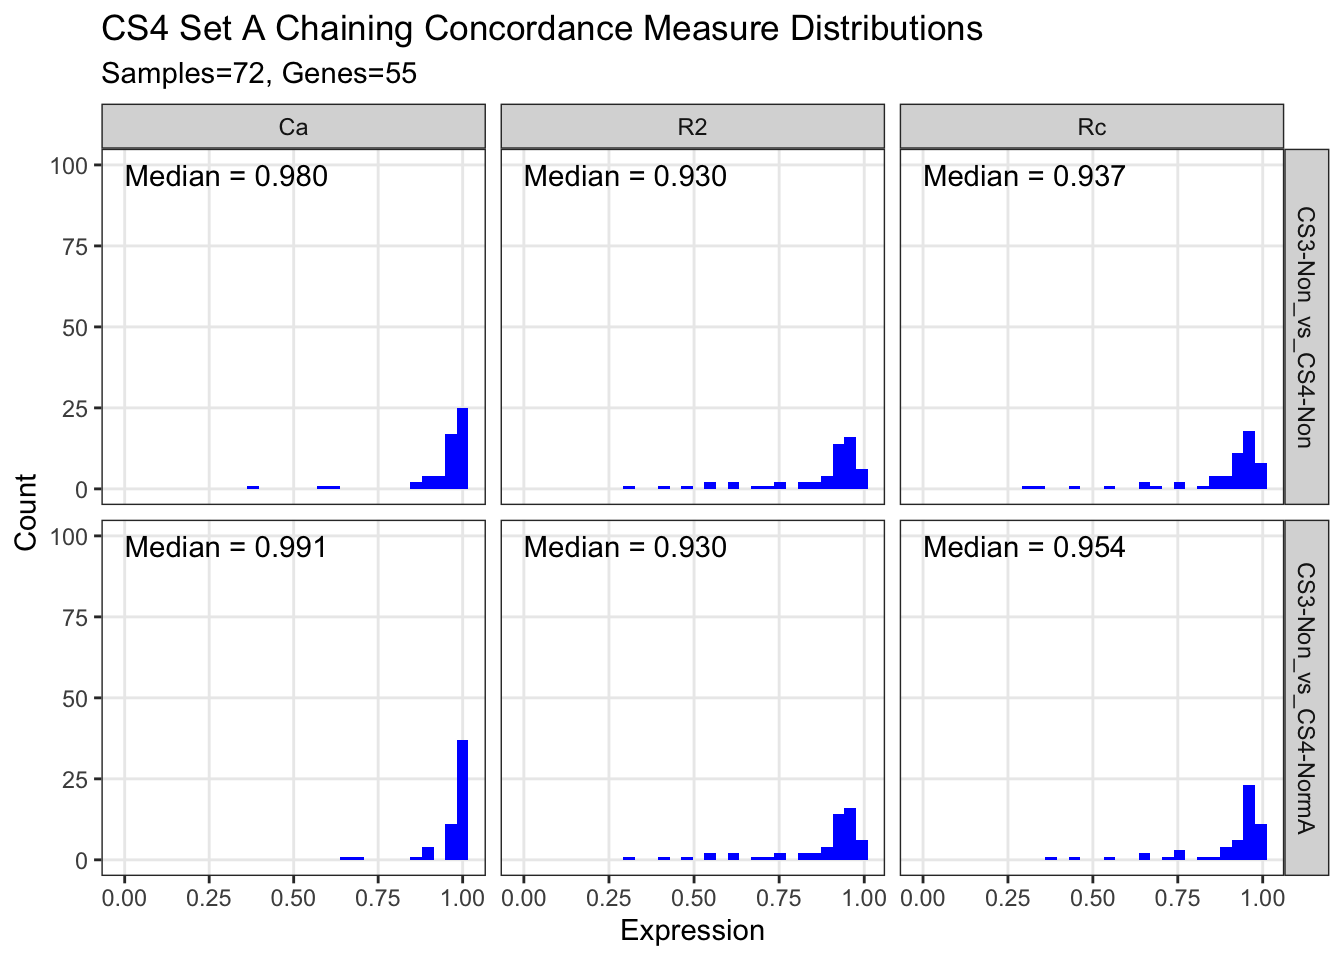 CS4 Set A Chaining Concordance Measure Distributions
Samples=72, Genes=55
Ca
R2
Rc
100
75
50
25
0
Median = 0.980
Median = 0.930
Median = 0.937
CS3-Non_vs_CS4-Non
Count
100
75
50
25
0
Median = 0.991
Median = 0.930
Median = 0.954
CS3-Non_vs_CS4-NormA
0.00 0.25 0.50 0.75 1.00
0.00 0.25 0.50 0.75 1.00
0.00 0.25 0.50 0.75 1.00
Expression